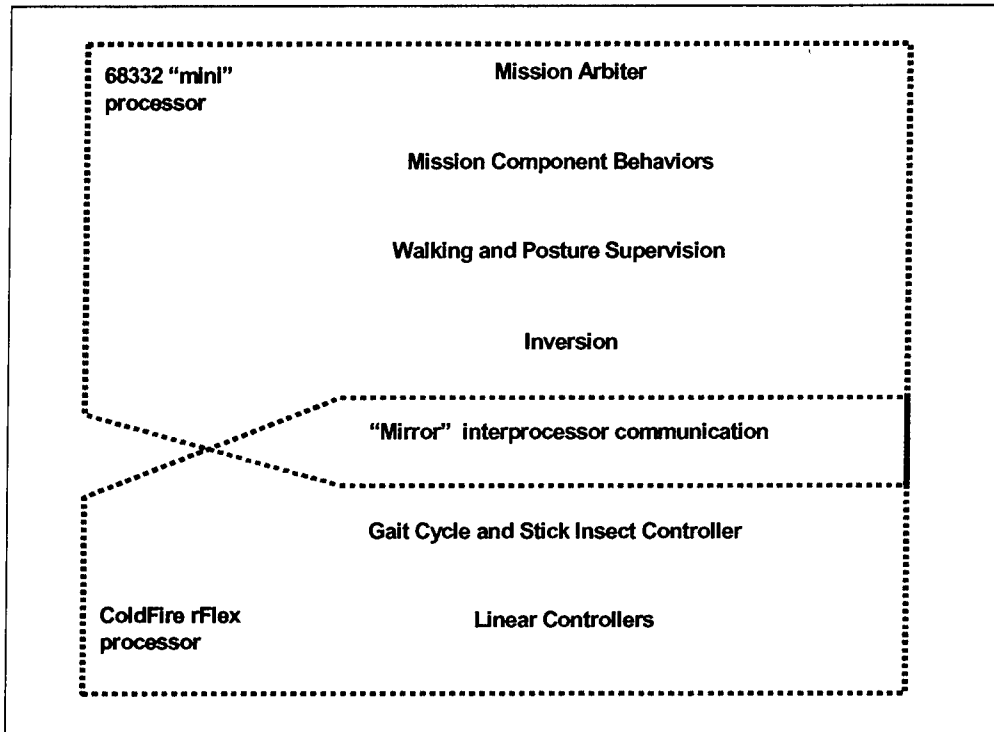 68332 “mini”
processor
Mission Arbiter
Mission Component Behaviors
Walking and Posture Supervision
Inversion
“Mirror” interprocessor communication
Gait Cycle and Stick Insect Controller
ColdFire rFlex
processor
Linear Controllers